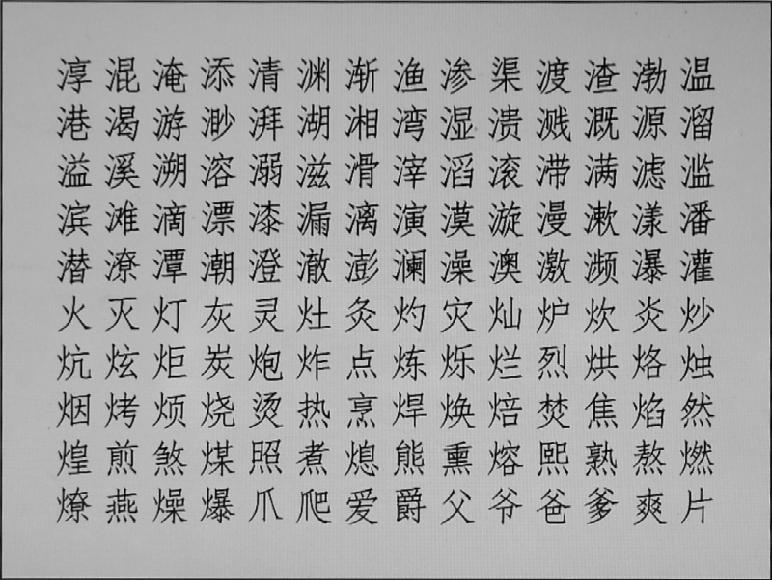 淳混淹添清渊渐渔渗渠渡渣渤温
港渴游渺湃湖湘湾湿溃溅溉源溜
溢溪溯溶溺滋滑滓滔滚滞满滤滥
滨滩滴漂漆漏漓演漠漩漫漱漾潘
潜潦潭潮澄澈澎澜澡澳激濒瀑灌
火灭灯灰灵灶灸灼灾灿炉炊炎炒
炕炫炬炭炮炸点炼烁烂烈烘烙烛
烟烤烦烧烫热烹焊焕焙焚焦焰然
煌煎煞煤照煮熄熊熏熔熙熟熬燃
燎燕燥爆爪爬爱爵父爷爸爹爽片